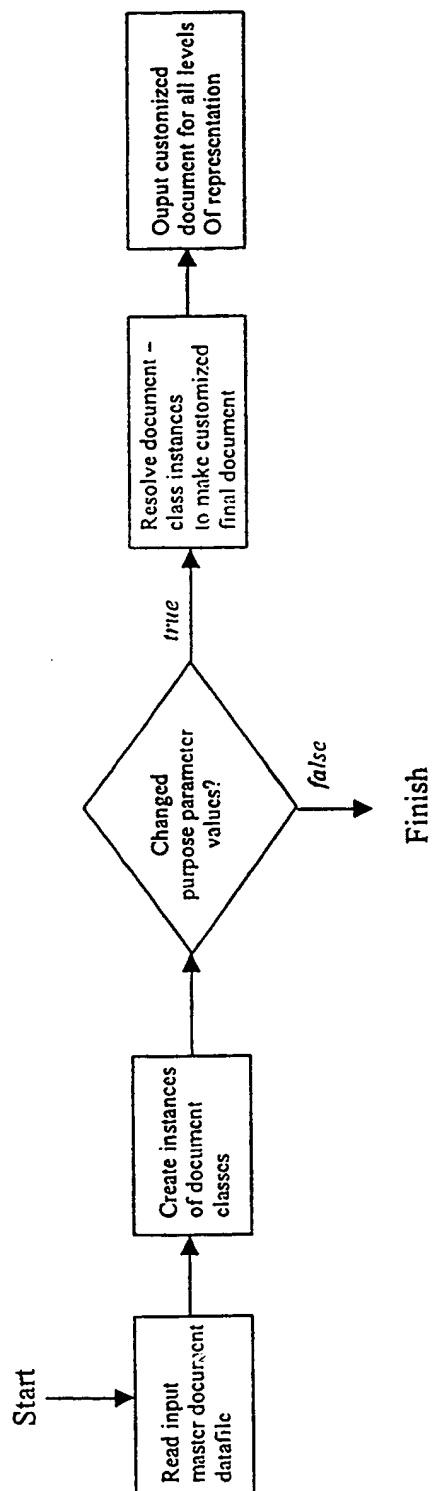 Start
Read input
master document
datafile
Create instances
of document
classes
Changed
purpose parameter
values?
true
false
Finish
Resolve document –
class instances
to make customized
final document
Ouput customized
document for all levels
Of representation